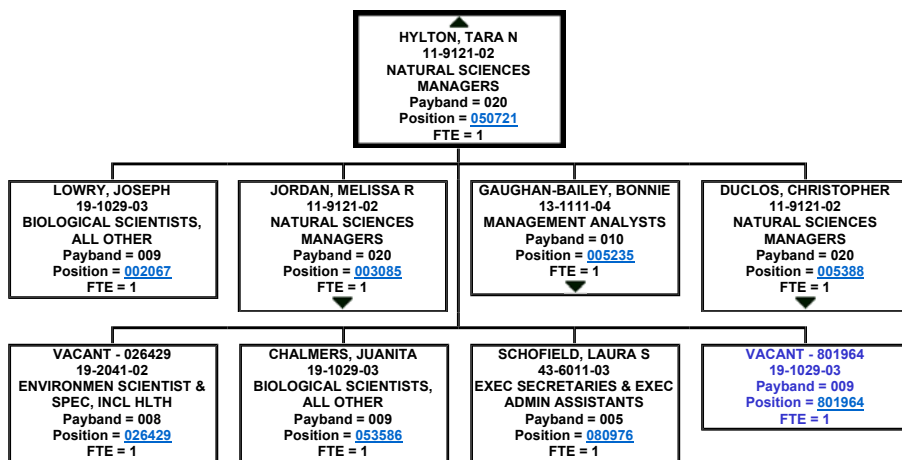 HYLTON, TARA N
11-9121-02
NATURAL SCIENCES
MANAGERS
Payband = 020
Position = 050721
FTE = 1
LOWRY, JOSEPH
19-1029-03
BIOLOGICAL SCIENTISTS,
ALL OTHER
Payband = 009
Position = 002067
FTE = 1
JORDAN, MELISSA R
11-9121-02
NATURAL SCIENCES
MANAGERS
Payband = 020
Position = 003085
FTE = 1
GAUGHAN-BAILEY, BONNIE
13-1111-04
MANAGEMENT ANALYSTS
Payband = 010
Position = 005235
FTE = 1
DUCLOS, CHRISTOPHER
11-9121-02
NATURAL SCIENCES
MANAGERS
Payband = 020
Position = 005388
FTE = 1
VACANT - 026429
19-2041-02
ENVIRONMEN SCIENTIST &
SPEC, INCL HLTH
Payband = 008
Position = 026429
FTE = 1
CHALMERS, JUANITA
19-1029-03
BIOLOGICAL SCIENTISTS,
ALL OTHER
Payband = 009
Position = 053586
FTE = 1
SCHOFIELD, LAURA S
43-6011-03
EXEC SECRETARIES & EXEC
ADMIN ASSISTANTS
Payband = 005
Position = 080976
FTE = 1
VACANT - 801964
19-1029-03
Payband = 009
Position = 801964
FTE = 1